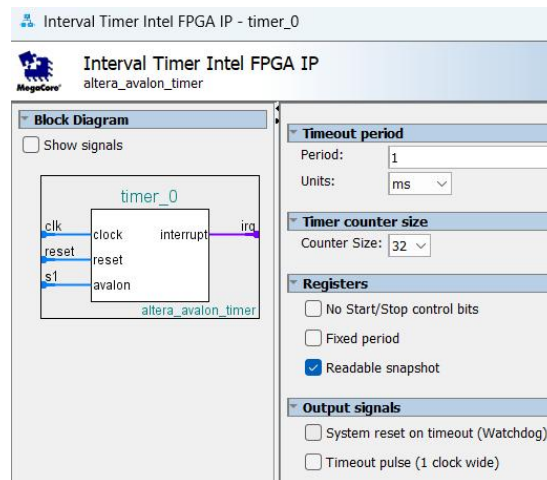 Interval Timer Intel FPGA IP - timer_0
MegaCore'
Interval Timer Intel FPGA IP
altera_avalon_timer
Block Diagram
Show signals
timer_0
clk
clock
interrupt
irq
reset
reset
s1
avalon
altera_avalon_timer
Timeout period
Period: 1
Units: ms
Timer counter size
Counter Size: 32
Registers
No Start/Stop control bits
Fixed period
Readable snapshot
Output signals
System reset on timeout (Watchdog)
Timeout pulse (1 clock wide)